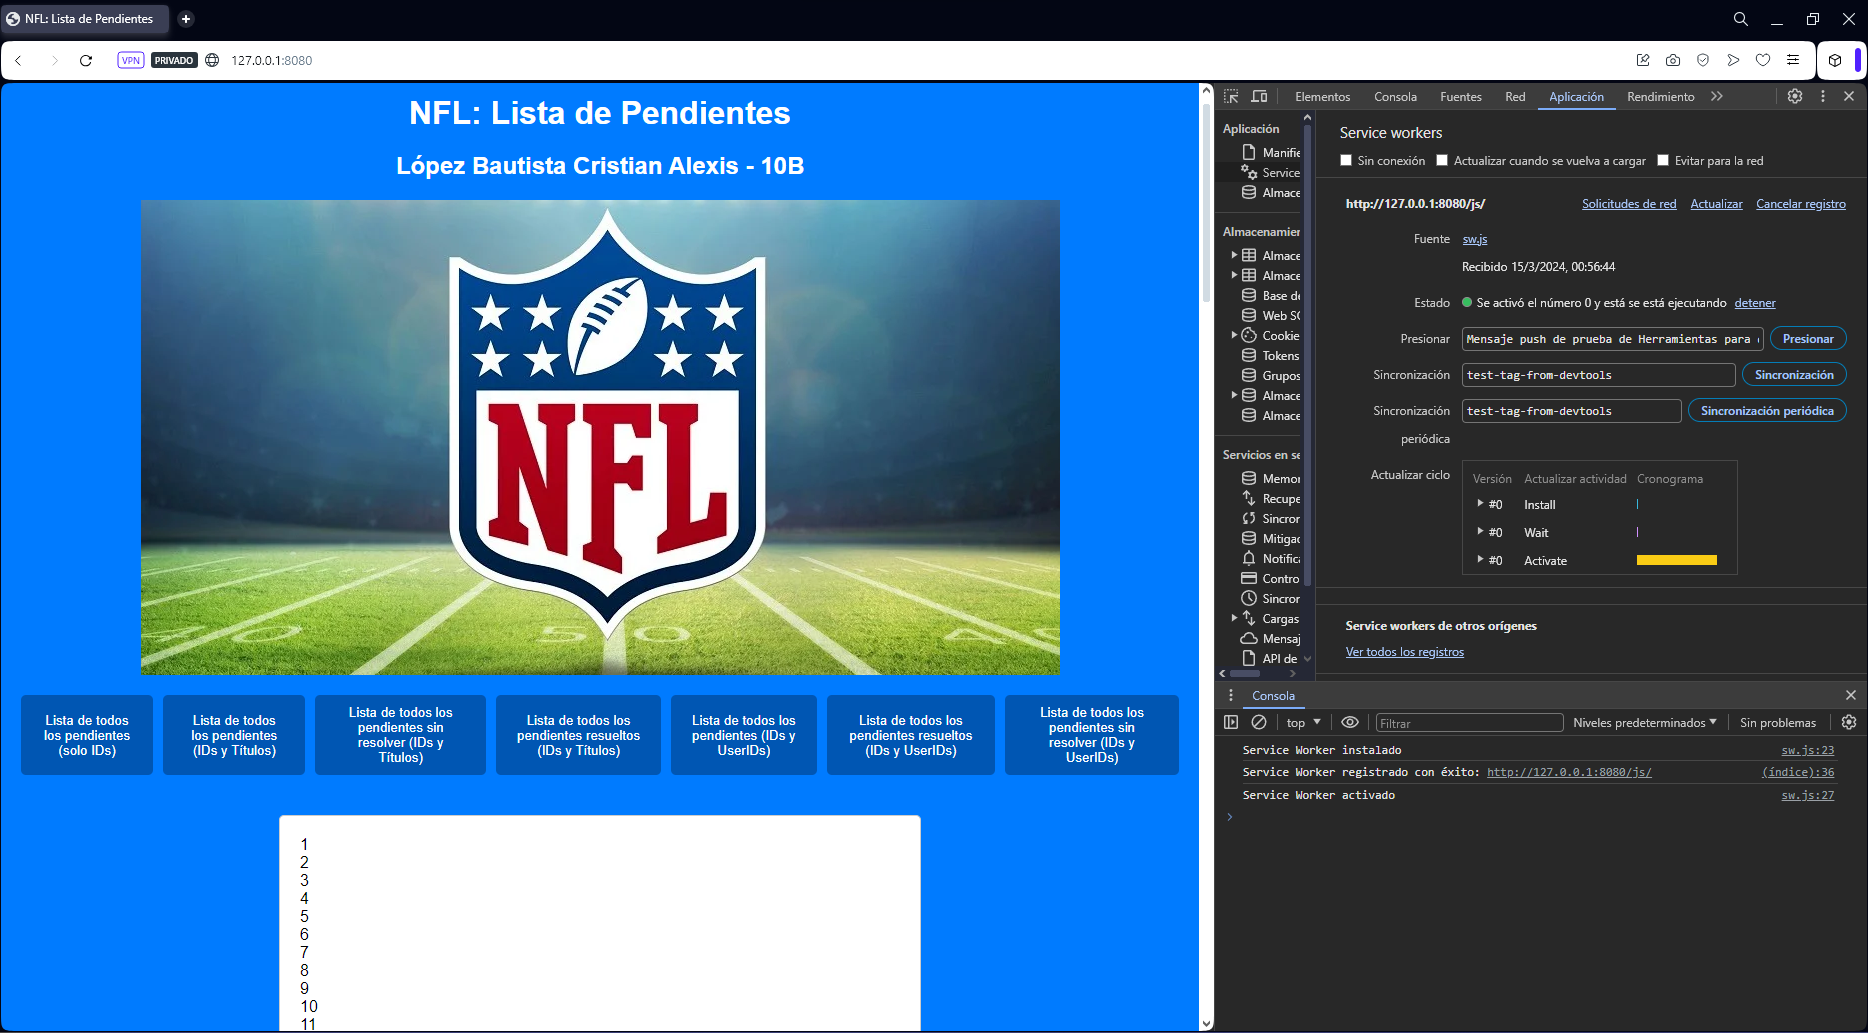 NFL: Lista de Pendientes
VPN
PRIVADO
127.0.0.1:8080
NFL: Lista de Pendientes
López Bautista Cristian Alexis - 10B
NFL
50
Lista de todos
los pendientes
(solo IDs)
Lista de todos
los pendientes
(IDs y Títulos)
Lista de todos los
pendientes sin
resolver (IDs y
Títulos)
Lista de todos los
pendientes resueltos
(IDs y Títulos)
Lista de todos los
pendientes (IDs y
UserIDs)
Lista de todos los
pendientes resueltos
(IDs y UserIDs)
Lista de todos los
pendientes sin
resolver (IDs y
UserIDs)
1
2
3
4
5
6
7
8
9
10
11
Elementos Consola Fuentes Red Aplicación Rendimiento
Aplicación
Manifie
Service
Almace
Almacenamien
Almace
Almace
Base de
Web SQ
Cookie
Tokens
Grupos
Almace
Almace
Servicios en se
Memor
Recupe
Sincror
Mitigac
Notifica
Contro
Sincror
Cargas
Mensaj
API de
Service workers
Sin conexión Actualizar cuando se vuelva a cargar Evitar para la red
http://127.0.0.1:8080/js/ Solicitudes de red Actualizar Cancelar registro
Fuente sw.js
Recibido 15/3/2024, 00:56:44
Estado Se activó el número 0 y está se está ejecutando detener
Presionar Mensaje push de prueba de Herramientas para Presionar
Sincronización test-tag-from-devtools Sincronización
Sincronización
periódica
test-tag-from-devtools Sincronización periódica
Actualizar ciclo
Versión Actualizar actividad Cronograma
#0 Install
#0 Wait
#0 Activate
Service workers de otros orígenes
Ver todos los registros
Consola
top Filtrar Niveles predeterminados Sin problemas
Service Worker instalado sw.js:23
Service Worker registrado con éxito: http://127.0.0.1:8080/js/ (índice):36
Service Worker activado sw.js:27